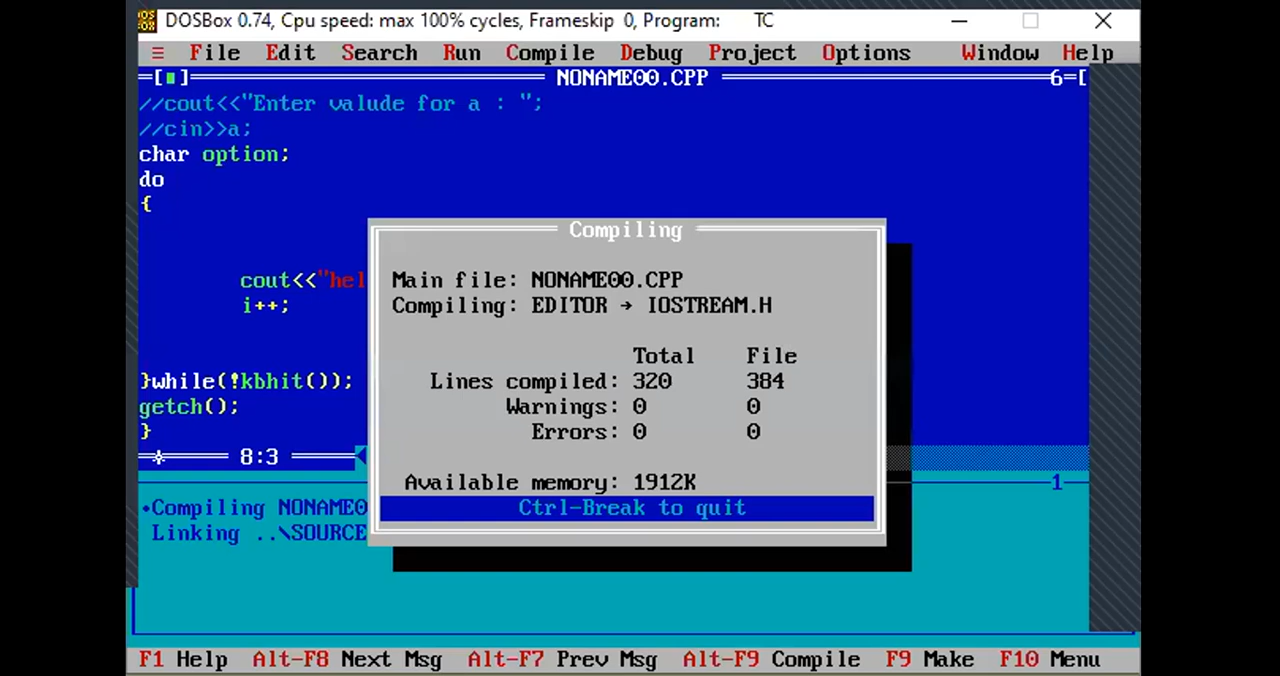 DOSBox 0.74, Cpu speed: max 100% cycles, Frameskip 0, Program: TC
≡ File Edit Search Run Compile Debug Project Options Window Help
NONAME00.CPP 6
//cout<<"Enter valude for a : ";
//cin>>a;
char option;
do
{
cout<<"hel
i++;
}while(!kbhit());
getch();
}
8:3
Compiling
Main file: NONAME00.CPP
Compiling: EDITOR → IOSTREAM.H
Total File
Lines compiled: 320 384
Warnings: 0 0
Errors: 0 0
Available memory: 1912K
Ctrl-Break to quit
1
•Compiling NONAME0
Linking ..\SOURCE
F1 Help Alt-F8 Next Msg Alt-F7 Prev Msg Alt-F9 Compile F9 Make F10 Menu